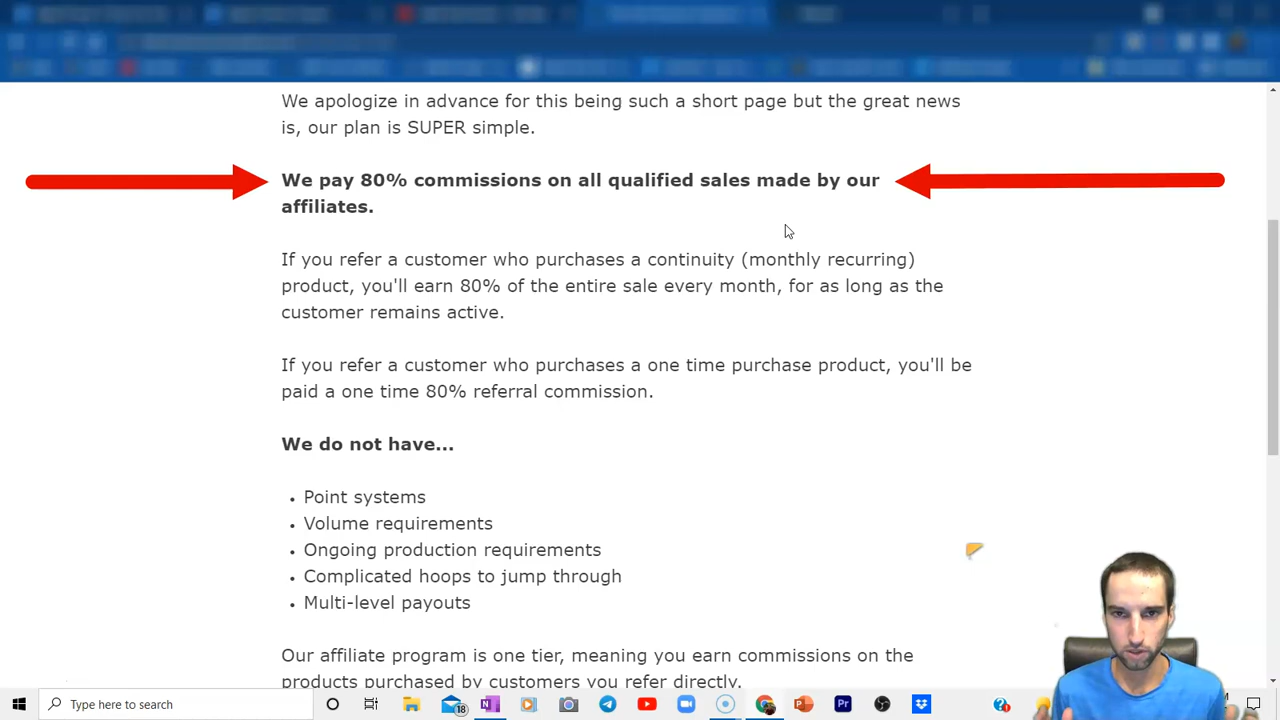 We apologize in advance for this being such a short page but the great news
is, our plan is SUPER simple.
We pay 80% commissions on all qualified sales made by our
affiliates.
If you refer a customer who purchases a continuity (monthly recurring)
product, you'll earn 80% of the entire sale every month, for as long as the
customer remains active.
If you refer a customer who purchases a one time purchase product, you'll be
paid a one time 80% referral commission.
We do not have...
• Point systems
• Volume requirements
• Ongoing production requirements
• Complicated hoops to jump through
• Multi-level payouts
Our affiliate program is one tier, meaning you earn commissions on the
products purchased by customers you refer directly.
Type here to search
18
Pr